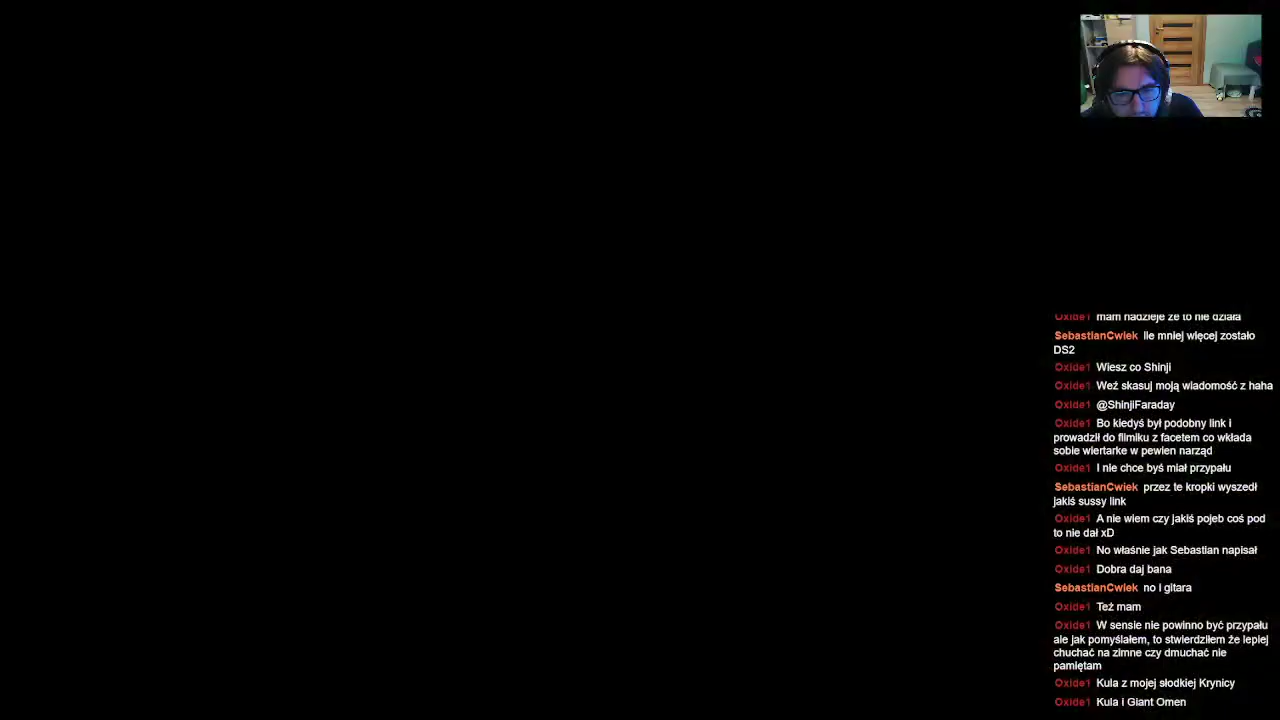 Oxide1 mam nadzieje że to nie działa
SebastianCwiek Ile mniej więcej zostało
DS2
Oxide1 Wiesz co Shinji
Oxide1 Weź skasuj moją wiadomość z haha
Oxide1 @ShinjiFaraday
Oxide1 Bo kiedyś był podobny link i
prowadził do filmiku z facetem co wkłada
sobie wiertarke w pewien narząd
Oxide1 I nie chce byś miał przypału
SebastianCwiek przez te kropki wyszedł
jakiś sussy link
Oxide1 A nie wiem czy jakiś pojeb coś pod
to nie dał xD
Oxide1 No właśnie jak Sebastian napisał
Oxide1 Dobra daj bana
SebastianCwiek no i gitara
Oxide1 Też mam
Oxide1 W sensie nie powinno być przypału
ale jak pomyślałem, to stwierdziłem że lepiej
chuchać na zimne czy dmuchać nie
pamiętam
Oxide1 Kula z mojej słodkiej Krynicy
Oxide1 Kula i Giant Omen